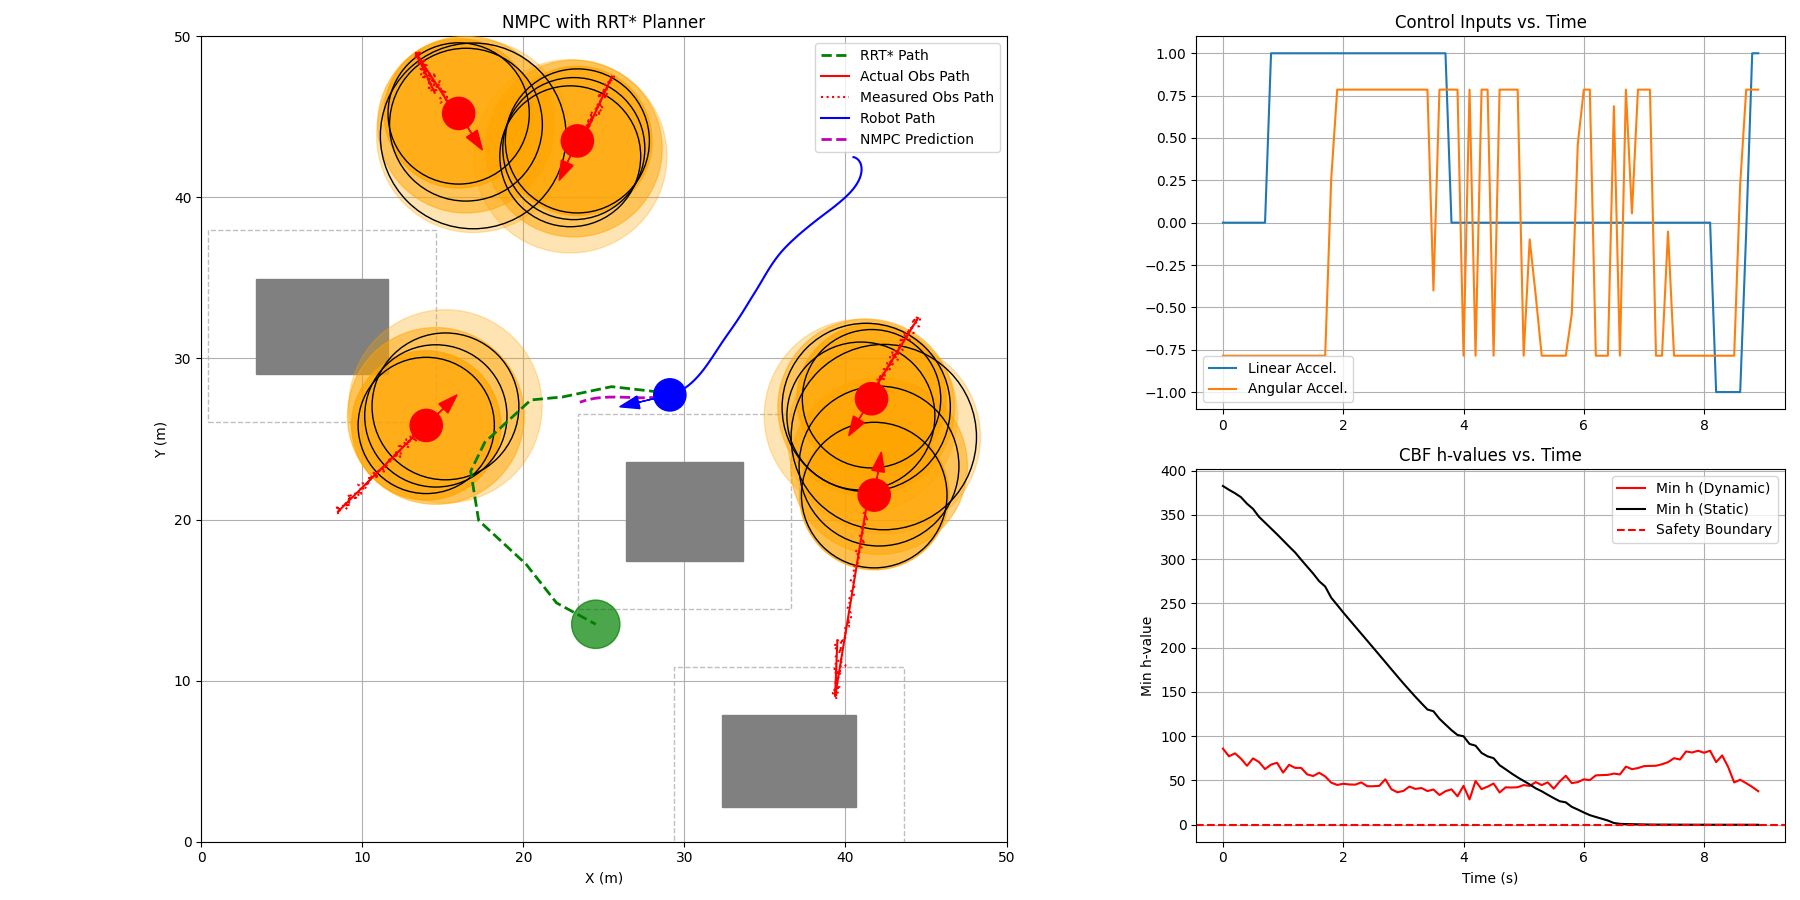 NMPC with RRT* Planner
50
40
30
20
10
0
Y (m)
0 10 20 30 40 50
X (m)
RRT* Path
Actual Obs Path
Measured Obs Path
Robot Path
NMPC Prediction
Control Inputs vs. Time
1.00
0.75
0.50
0.25
0.00
−0.25
−0.50
−0.75
−1.00
Linear Accel.
Angular Accel.
0 2 4 6 8
CBF h-values vs. Time
400
350
300
250
200
150
100
50
0
Min h-value
Min h (Dynamic)
Min h (Static)
Safety Boundary
0 2 4 6 8
Time (s)